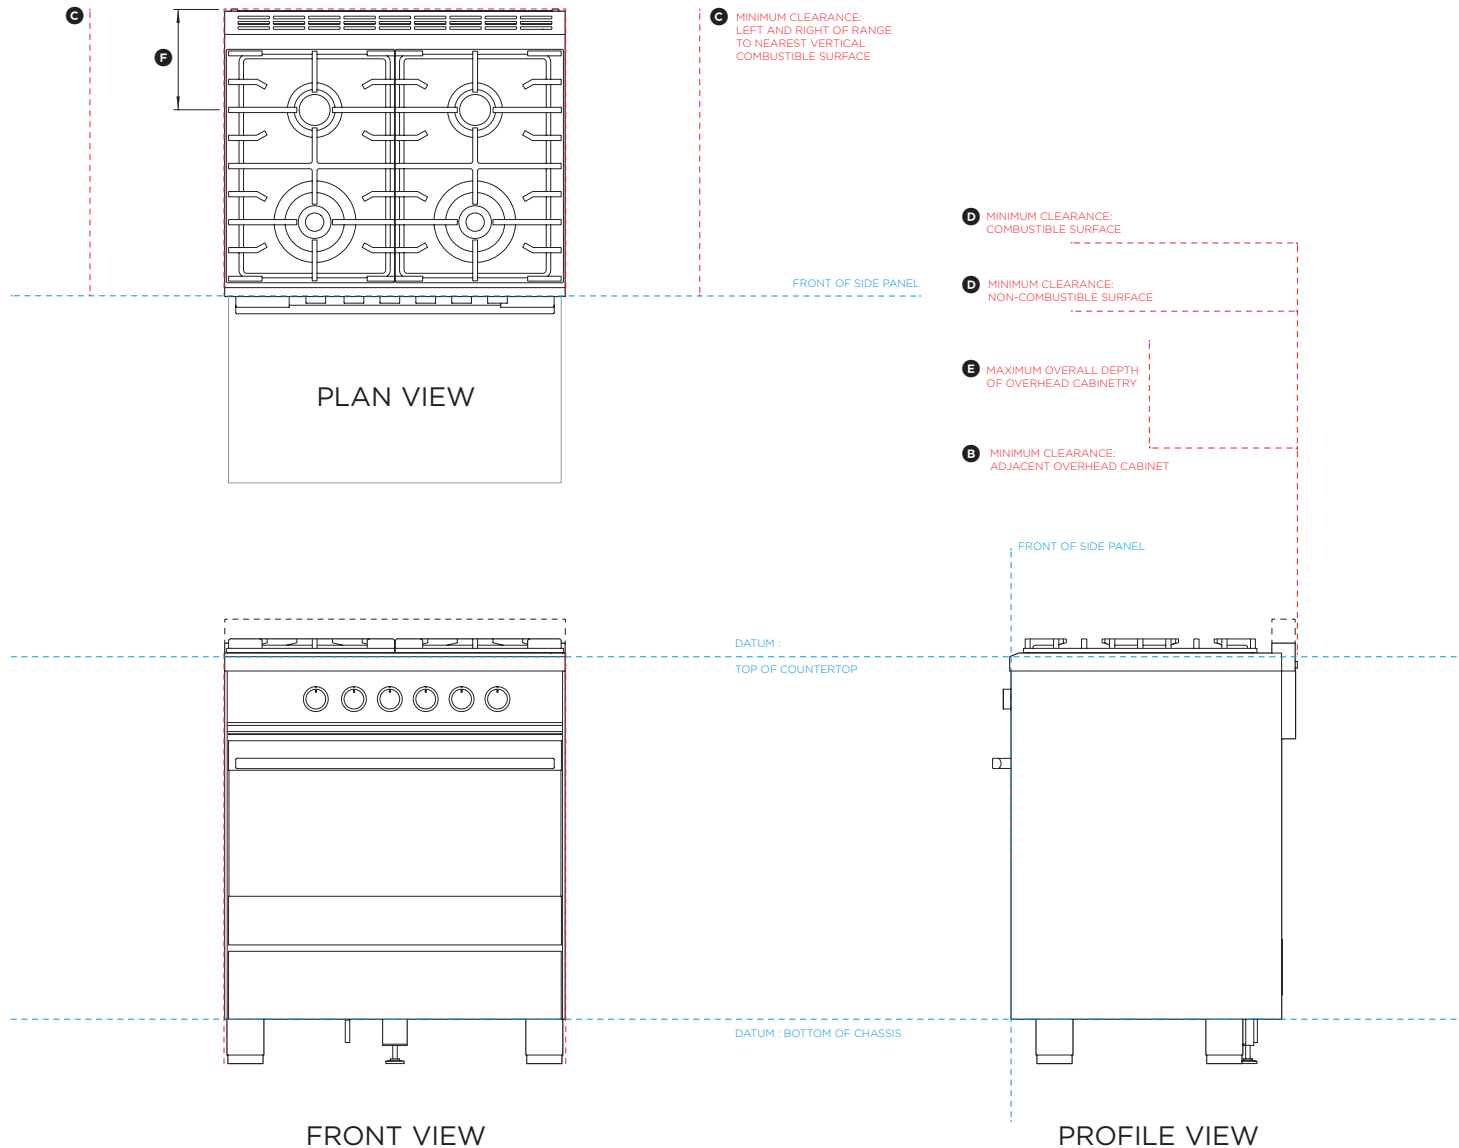 C
F
C MINIMUM CLEARANCE:
LEFT AND RIGHT OF RANGE
TO NEAREST VERTICAL
COMBUSTIBLE SURFACE
D MINIMUM CLEARANCE:
COMBUSTIBLE SURFACE
FRONT OF SIDE PANEL
D MINIMUM CLEARANCE:
NON-COMBUSTIBLE SURFACE
E MAXIMUM OVERALL DEPTH
OF OVERHEAD CABINETRY
PLAN VIEW
B MINIMUM CLEARANCE:
ADJACENT OVERHEAD CABINET
FRONT OF SIDE PANEL
DATUM :
TOP OF COUNTERTOP
DATUM : BOTTOM OF CHASSIS
FRONT VIEW
PROFILE VIEW